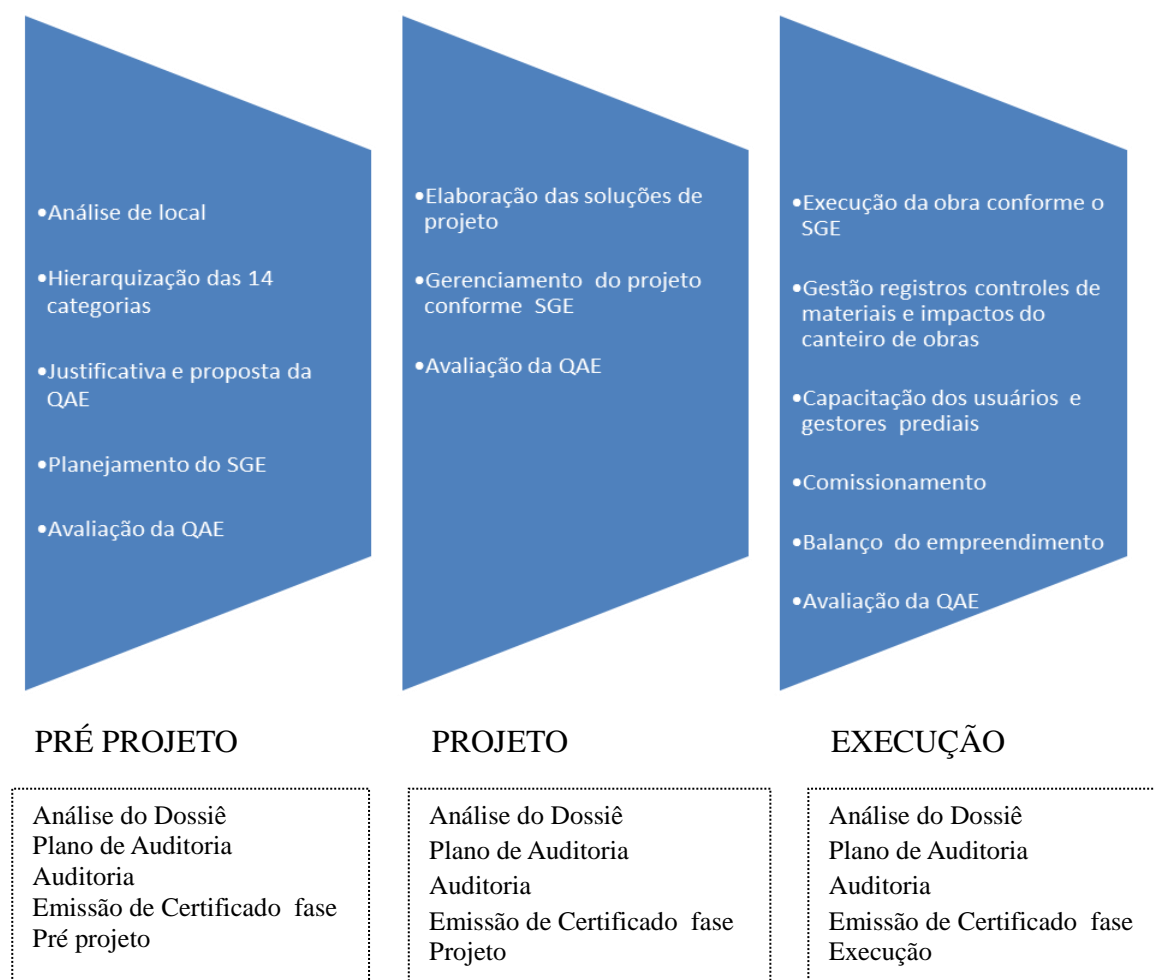 •Análise de local
•Hierarquização das 14
categorias
•Justificativa e proposta da
QAE
•Planejamento do SGE
•Avaliação da QAE
•Elaboração das soluções de
projeto
•Gerenciamento do projeto
conforme SGE
•Avaliação da QAE
•Execução da obra conforme o
SGE
•Gestão registros controles de
materiais e impactos do
canteiro de obras
•Capacitação dos usuários e
gestores prediais
•Comissionamento
•Balanço do empreendimento
•Avaliação da QAE
PRÉ PROJETO
PROJETO
EXECUÇÃO
Análise do Dossiê
Plano de Auditoria
Auditoria
Emissão de Certificado fase
Pré projeto
Análise do Dossiê
Plano de Auditoria
Auditoria
Emissão de Certificado fase
Projeto
Análise do Dossiê
Plano de Auditoria
Auditoria
Emissão de Certificado fase
Execução